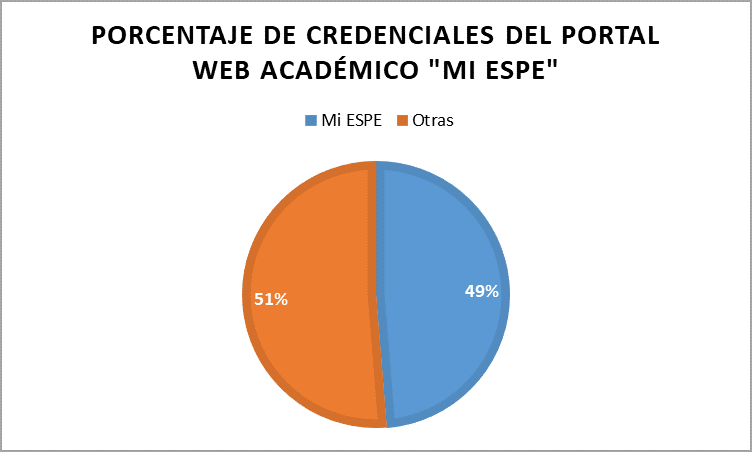 PORCENTAJE DE CREDENCIALES DEL PORTAL
WEB ACADÉMICO "MI ESPE"
Mi ESPE Otras
51%
49%